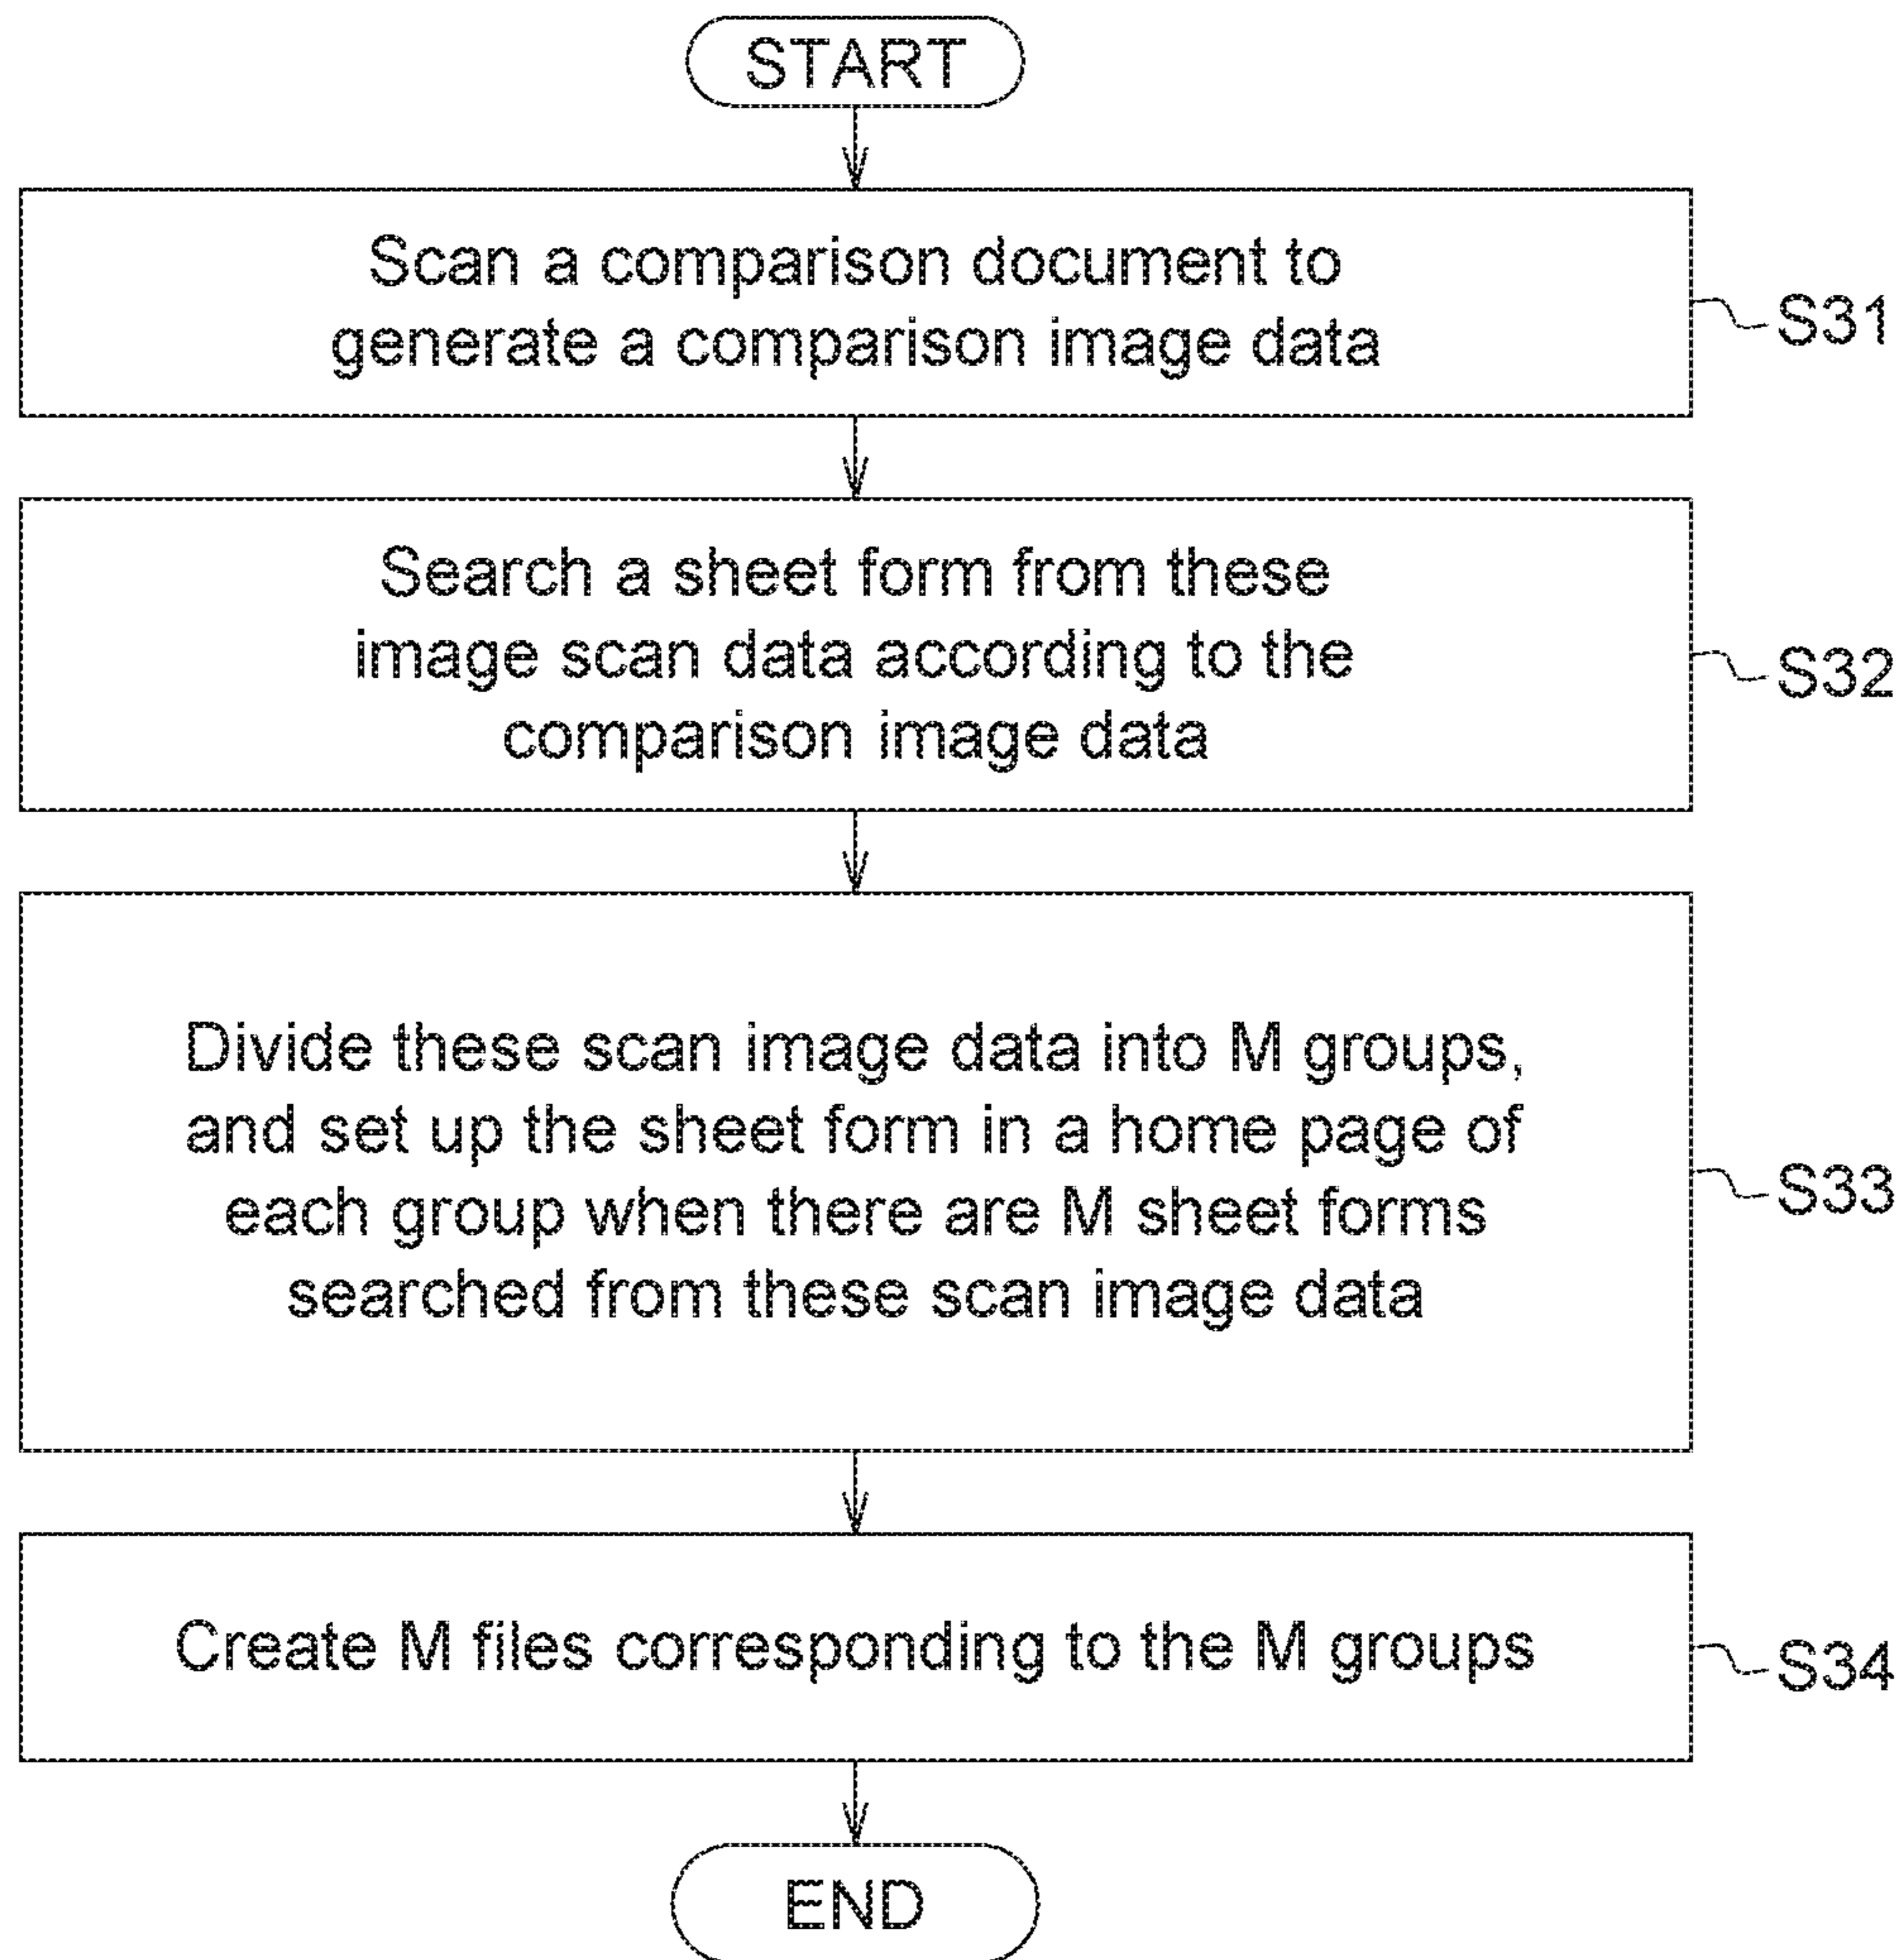 START
Scan a comparison document to
generate a comparison image data
S31
Search a sheet form from these
image scan data according to the
comparison image data
S32
Divide these scan image data into M groups,
and set up the sheet form in a home page of
each group when there are M sheet forms
searched from these scan image data
S33
Create M files corresponding to the M groups
S34
END